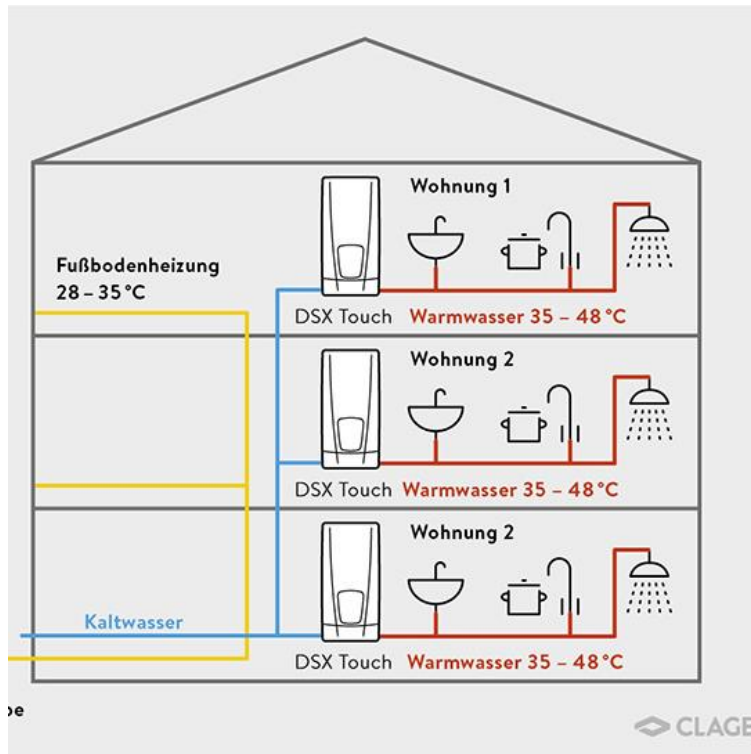 Wohnung 1
Fußbodenheizung
28 – 35 °C
DSX Touch Warmwasser 35 – 48 °C
Wohnung 2
DSX Touch Warmwasser 35 – 48 °C
Wohnung 2
Kaltwasser
DSX Touch Warmwasser 35 – 48 °C
pe
CLAGE